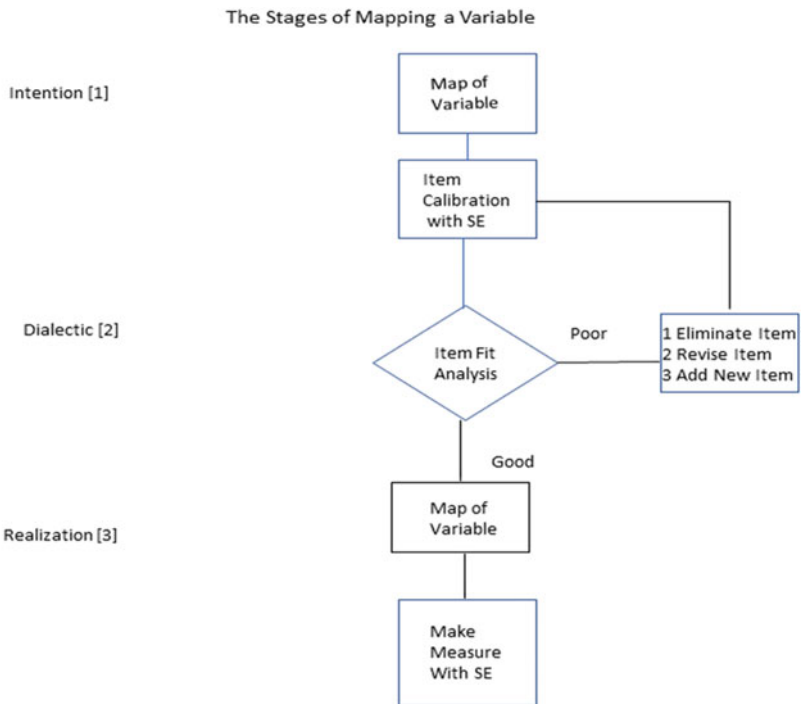 The Stages of Mapping a Variable
Intention [1]
Map of
Variable
Item
Calibration
with SE
Dialectic [2]
Item Fit
Analysis
Poor
1 Eliminate Item
2 Revise Item
3 Add New Item
Good
Realization [3]
Map of
Variable
Make
Measure
With SE